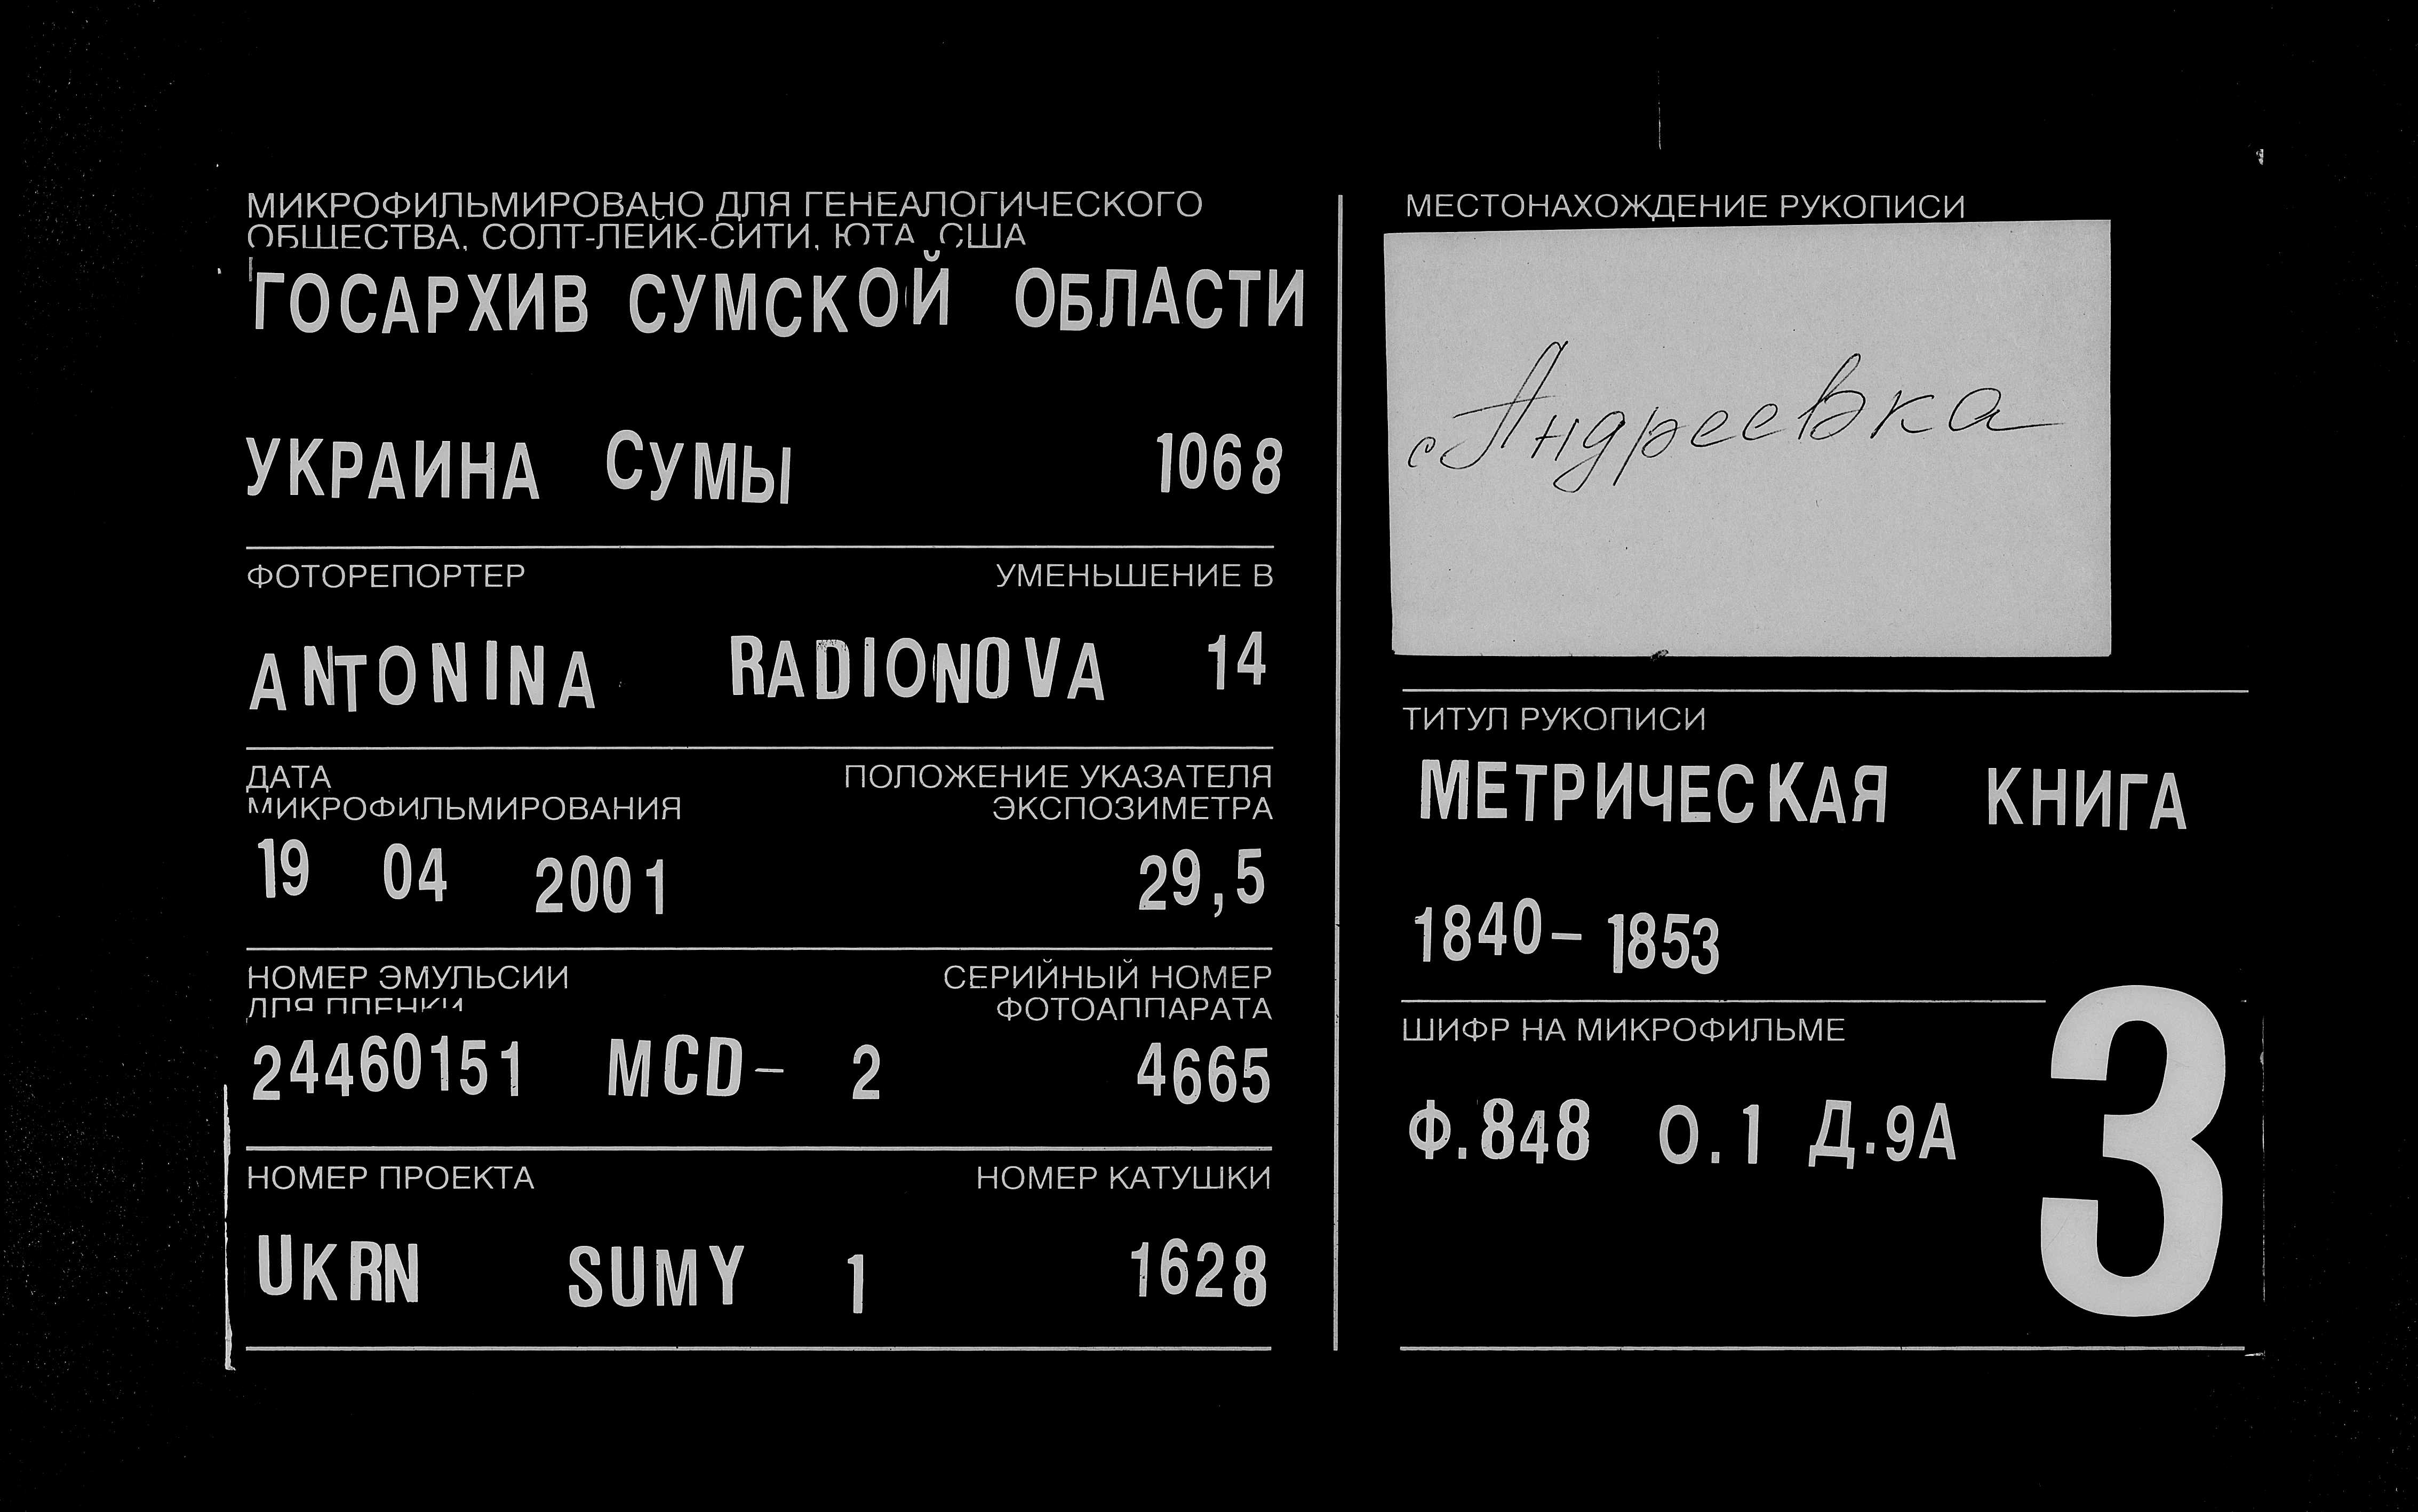 МИКРОФИЛЬМИРОВАНО ДЛЯ ГЕНЕАЛОГИЧЕСКОГО
ОБЩЕСТВА, СОЛТ-ЛЕЙК-СИТИ, ЮТА, США
ГОСАРХИВ СУМСКОЙ ОБЛАСТИ
УКРАИНА СУМЫ 1068
ФОТОРЕПОРТЕР УМЕНЬШЕНИЕ В
ANTONINA RADIONOVA 14
ДАТА ПОЛОЖЕНИЕ УКАЗАТЕЛЯ
МИКРОФИЛЬМИРОВАНИЯ ЭКСПОЗИМЕТРА
19 04 2001 29,5
НОМЕР ЭМУЛЬСИИ СЕРИЙНЫЙ НОМЕР
ДЛЯ ПЛЕНКИ ФОТОАППАРАТА
24460151 MCD- 2 4665
НОМЕР ПРОЕКТА НОМЕР КАТУШКИ
UKRN SUMY 1 1628
МЕСТОНАХОЖДЕНИЕ РУКОПИСИ
с Андреевка
ТИТУЛ РУКОПИСИ
МЕТРИЧЕСКАЯ КНИГА
1840- 1853
ШИФР НА МИКРОФИЛЬМЕ
Ф.848 О.1 Д.9А
3